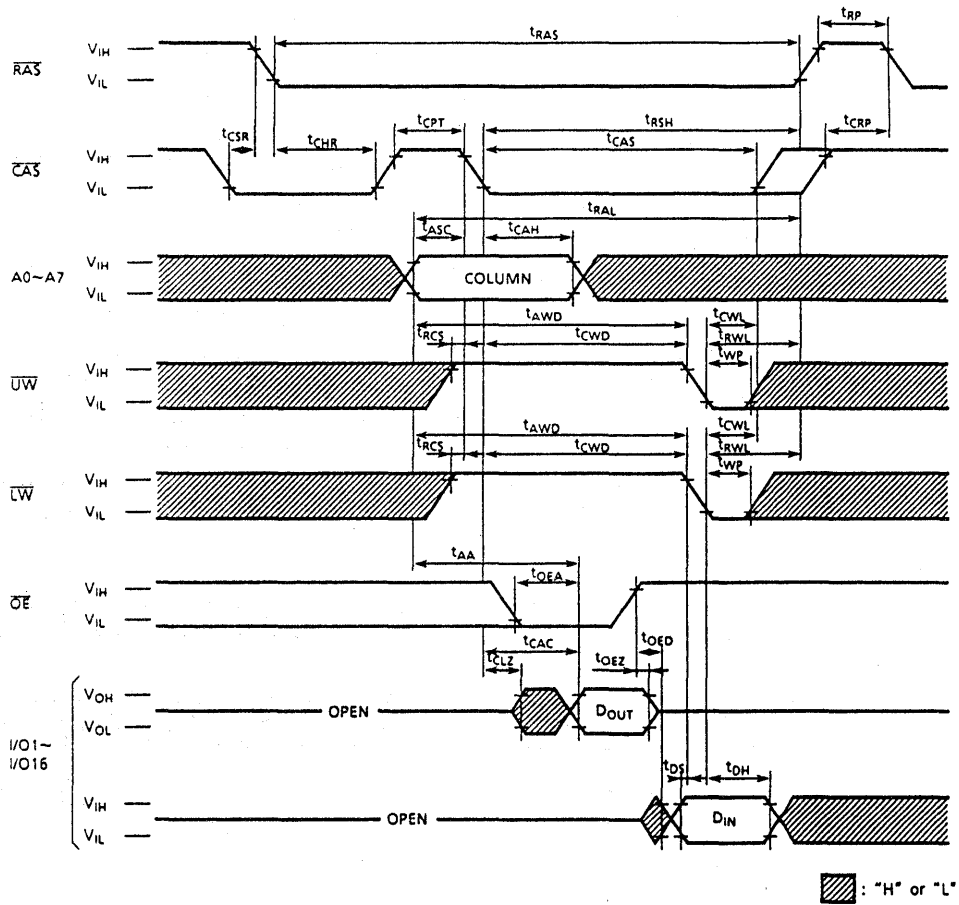 tRP
tRAS
RAS VIH
VIL
tCPT tRSH tCRP
tCSR tCHR tCAS
CAS VIH
VIL
tRAL
tASC tCAH
A0~A7 VIH
COLUMN
VIL
tAWD tCWL
tRCS tCWD tRWL
tWP
UW VIH
VIL
tAWD tCWL
tRCS tCWD tRWL
tWP
LW VIH
VIL
tAA
tOEA
OE VIH
VIL
tCAC tOED
tCLZ tOEZ
VOH
OPEN DOUT
VOL
I/O1~
I/O16
tDS tDH
VIH
OPEN DIN
VIL
: "H" or "L"